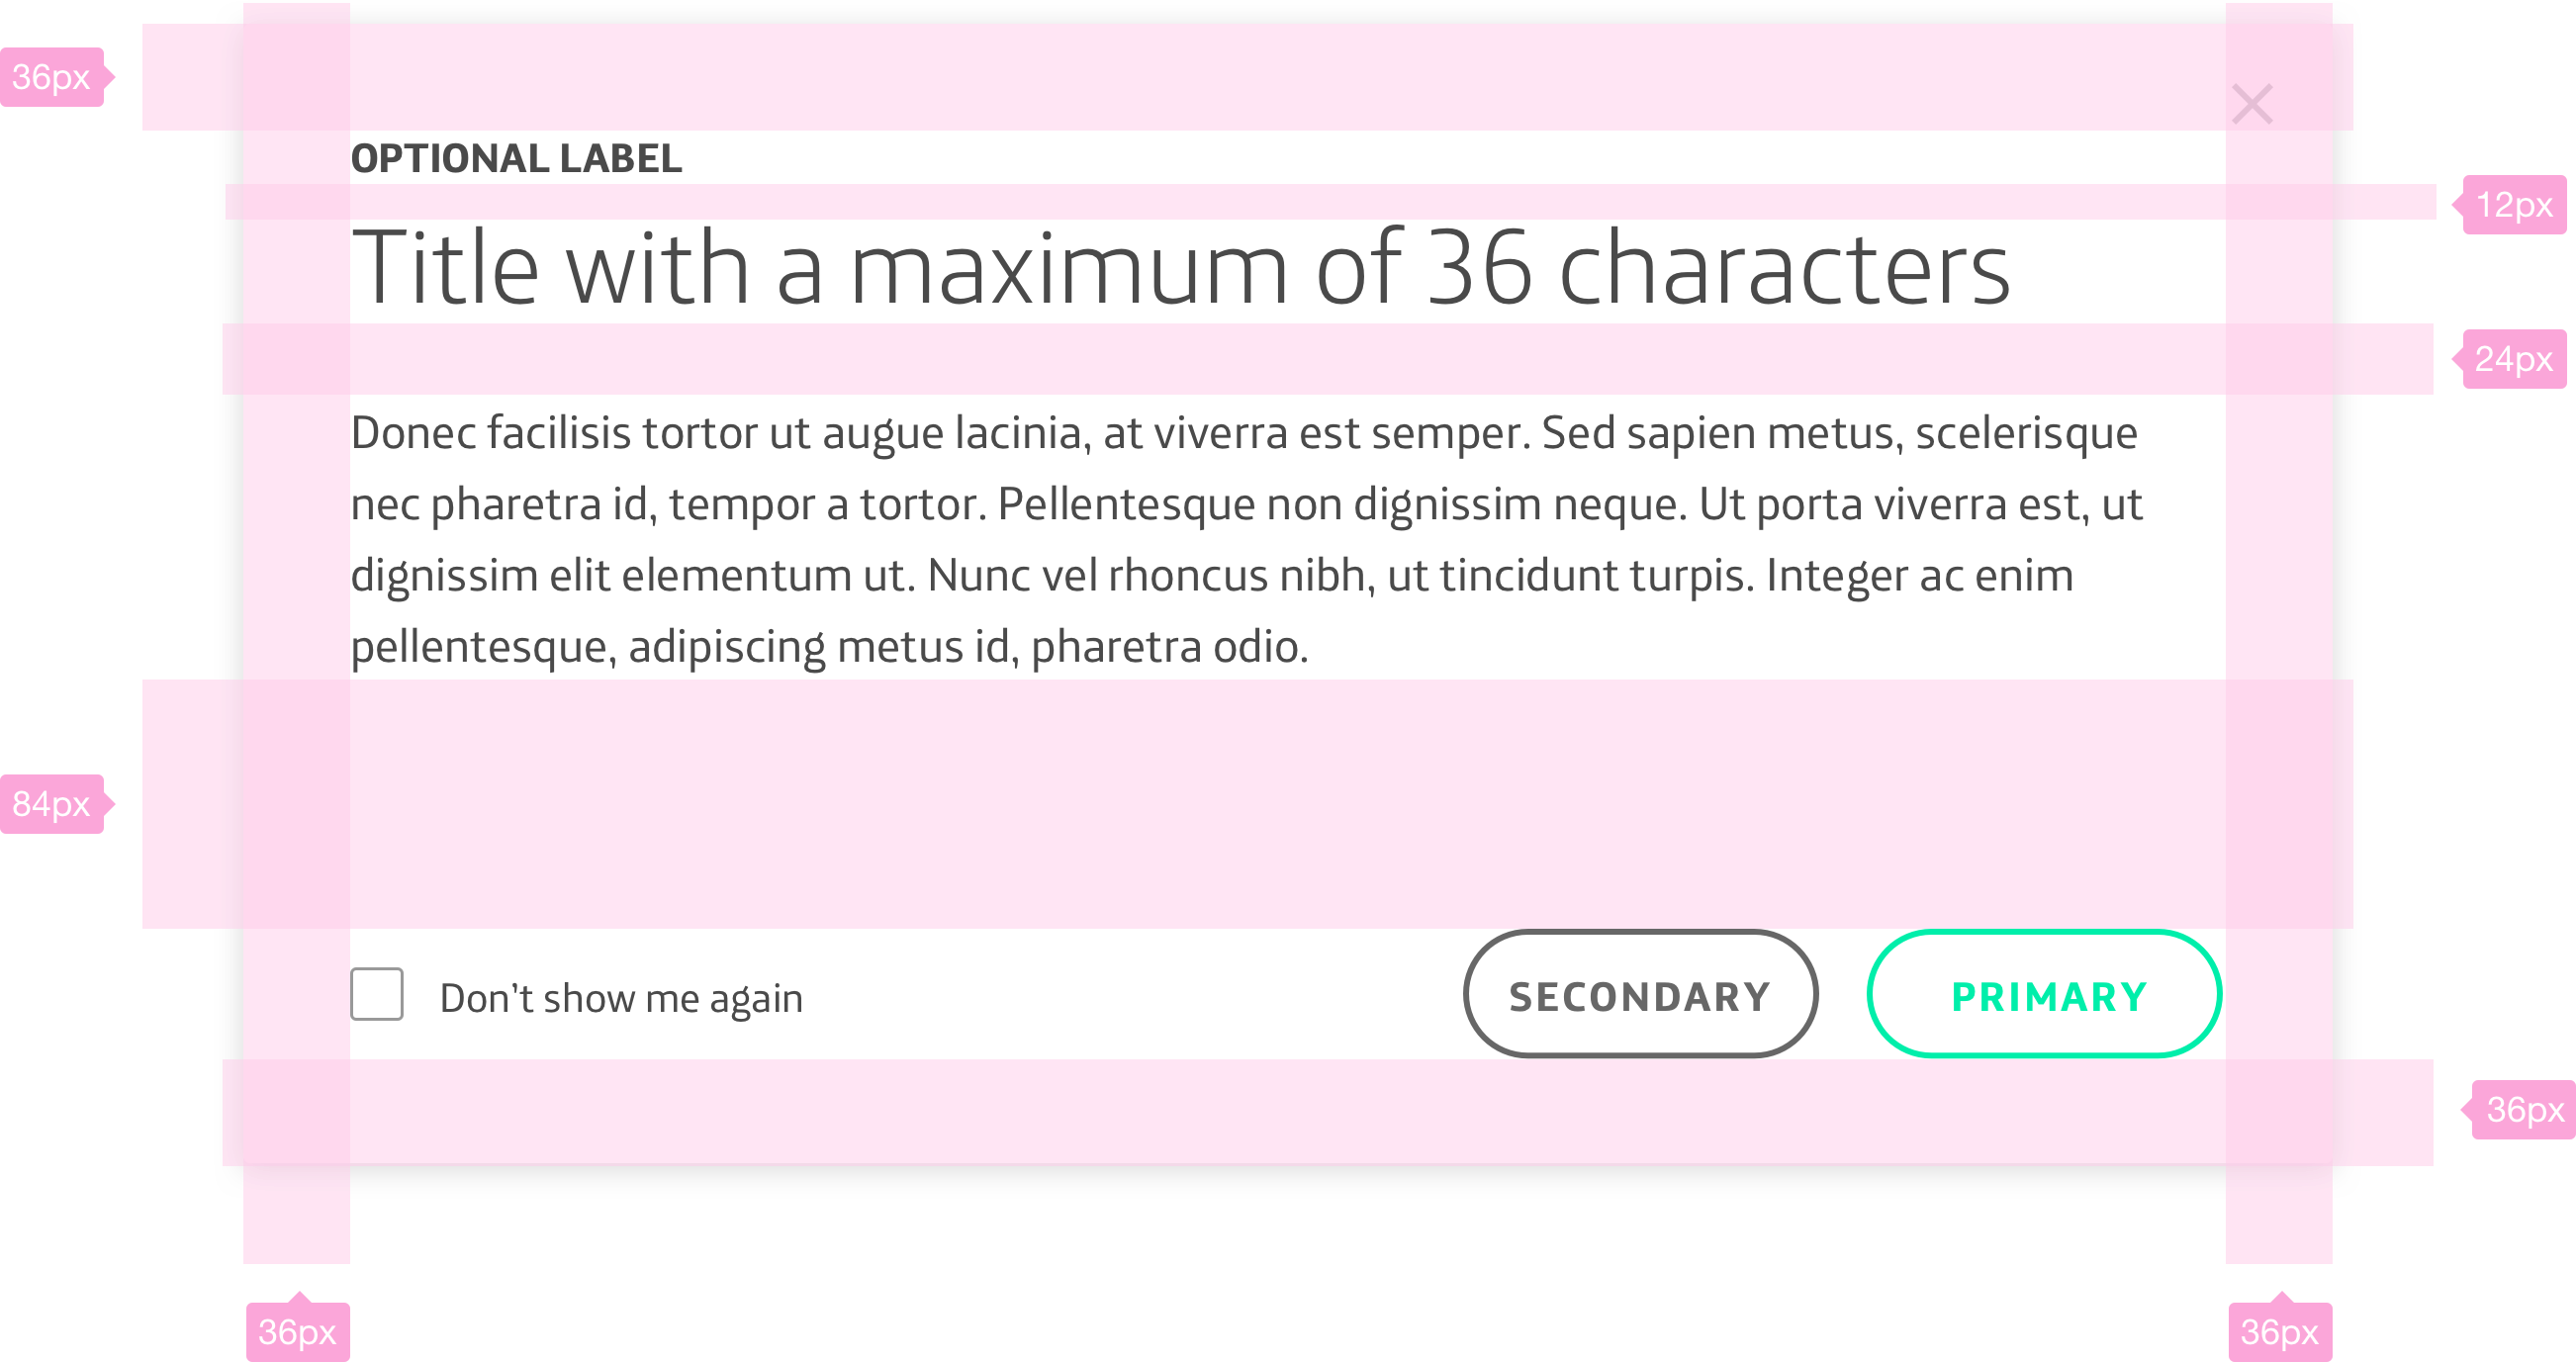 36px
OPTIONAL LABEL
12px
Title with a maximum of 36 characters
24px
Donec facilisis tortor ut augue lacinia, at viverra est semper. Sed sapien metus, scelerisque
nec pharetra id, tempor a tortor. Pellentesque non dignissim neque. Ut porta viverra est, ut
dignissim elit elementum ut. Nunc vel rhoncus nibh, ut tincidunt turpis. Integer ac enim
pellentesque, adipiscing metus id, pharetra odio.
84px
Don’t show me again
SECONDARY
PRIMARY
36px
36px
36px